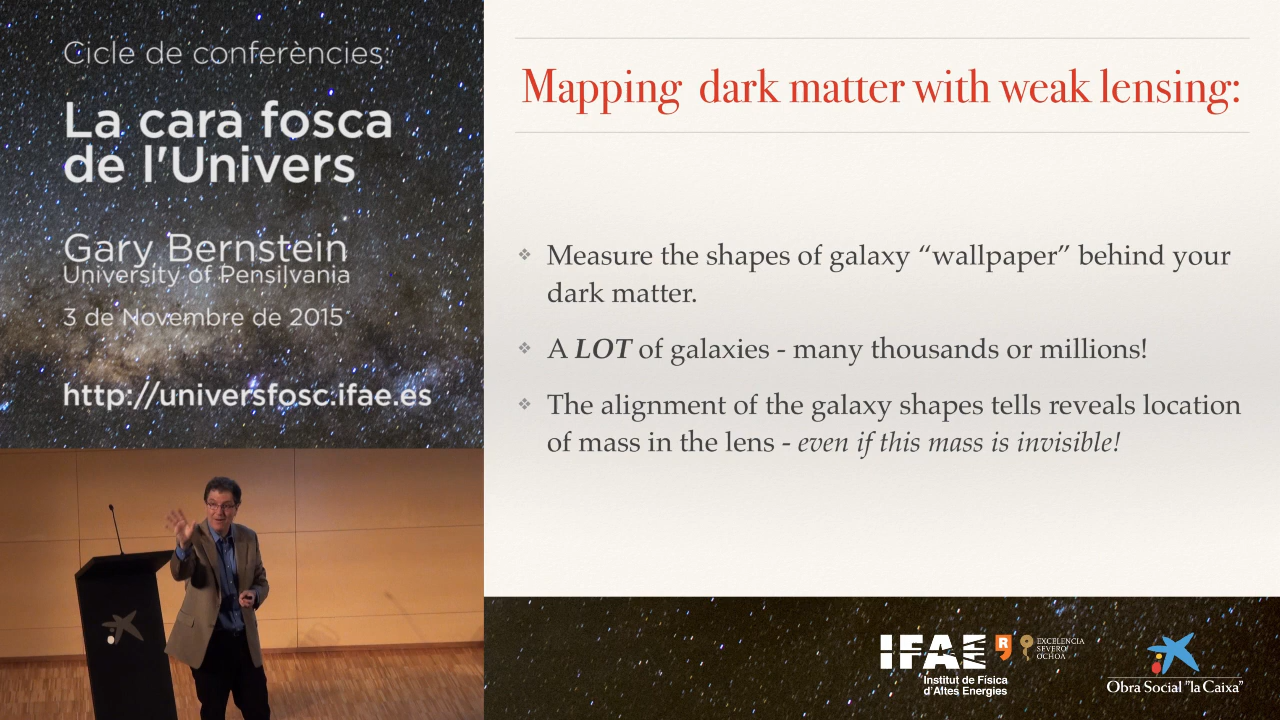 Cicle de conferències:
La cara fosca
de l'Univers
Gary Bernstein
University of Pensilvania
3 de Novembre de 2015
http://universfosc.ifae.es
Mapping dark matter with weak lensing:
Measure the shapes of galaxy “wallpaper” behind your
dark matter.
A LOT of galaxies - many thousands or millions!
The alignment of the galaxy shapes tells reveals location
of mass in the lens - even if this mass is invisible!
IFAE
Institut de Física
d'Altes Energies
EXCELENCIA
SEVERO
OCHOA
Obra Social "la Caixa"